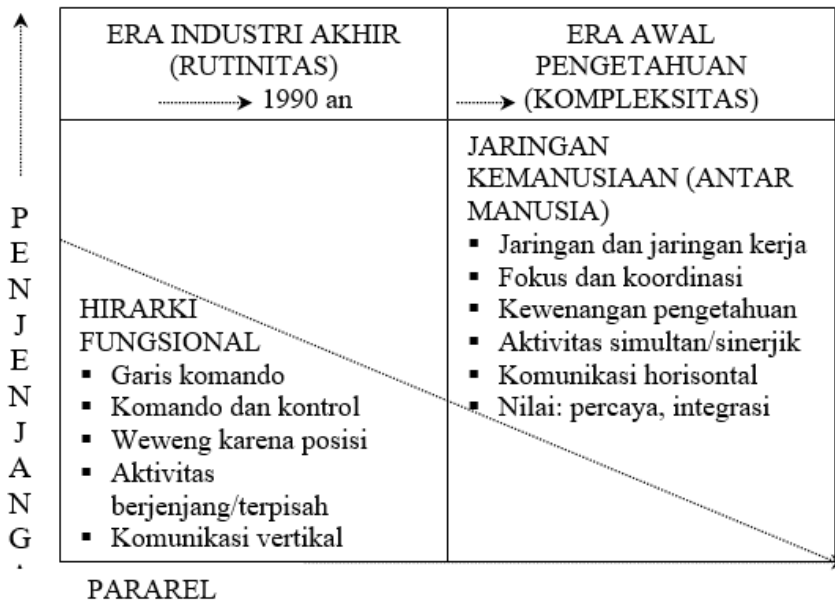 ERA INDUSTRI AKHIR
(RUTINITAS)
1990 an
ERA AWAL
PENGETAHUAN
(KOMPLEKSITAS)
PENJENJANG
HIRARKI
FUNGSIONAL
▪ Garis komando
▪ Komando dan kontrol
▪ Weweng karena posisi
▪ Aktivitas
berjenjang/terpisah
▪ Komunikasi vertikal
JARINGAN
KEMANUSIAAN (ANTAR
MANUSIA)
▪ Jaringan dan jaringan kerja
▪ Fokus dan koordinasi
▪ Kewenangan pengetahuan
▪ Aktivitas simultan/sinerjik
▪ Komunikasi horisontal
▪ Nilai: percaya, integrasi
PARAREL